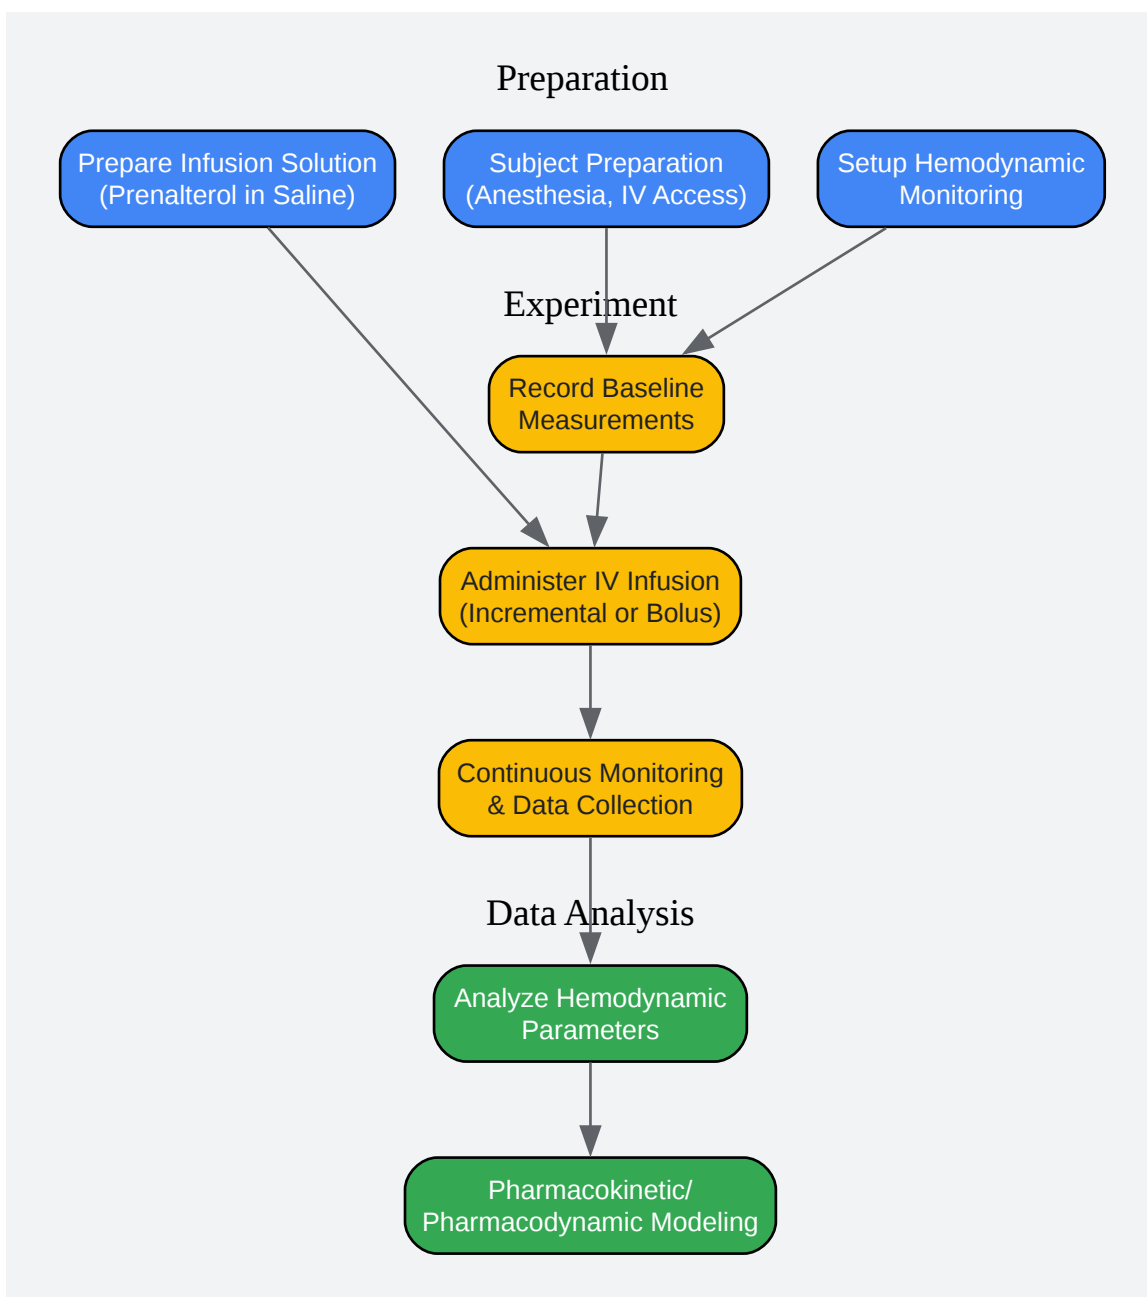 Preparation
Prepare Infusion Solution
(Prenalterol in Saline)
Subject Preparation
(Anesthesia, IV Access)
Setup Hemodynamic
Monitoring
Experiment
Record Baseline
Measurements
Administer IV Infusion
(Incremental or Bolus)
Continuous Monitoring
& Data Collection
Data Analysis
Analyze Hemodynamic
Parameters
Pharmacokinetic/
Pharmacodynamic Modeling